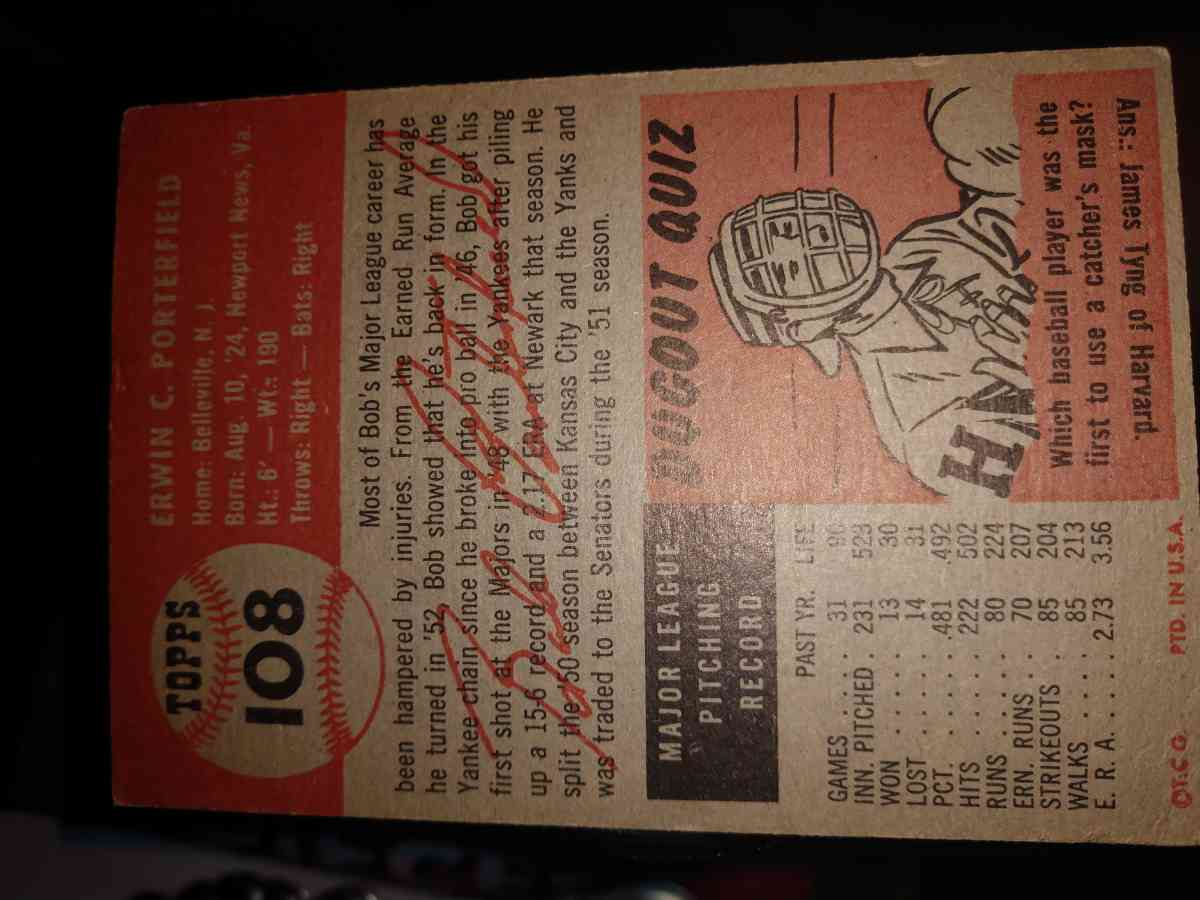 TOPPS
108
ERWIN C. PORTERFIELD
Home: Belleville, N. J.
Born: Aug. 10, '24, Newport News, Va.
Ht.: 6' — Wt.: 190
Throws: Right — Bats: Right
Most of Bob's Major League career has
been hampered by injuries. From the Earned Run Average
he turned in '52, Bob showed that he's back in form. In the
Yankee chain since he broke into pro ball in '46, Bob got his
first shot at the Majors in '48 with the Yankees after piling
up a 15-6 record and a 2.17 ERA at Newark that season. He
split the '50 season between Kansas City and the Yanks and
was traded to the Senators during the '51 season.
Bob Porterfield
MAJOR LEAGUE
PITCHING
RECORD
PAST YR. LIFE
GAMES ..... 31 90
INN. PITCHED . 231 523
WON ...... 13 30
LOST ...... 14 31
PCT. ...... .481 .492
HITS ...... 222 502
RUNS ..... 80 224
ERN. RUNS . . 70 207
STRIKEOUTS . . 85 204
WALKS .... 85 213
E. R. A. .... 2.73 3.56
DUGOUT QUIZ
H
Which baseball player was the
first to use a catcher's mask?
Ans.: James Tyng of Harvard.
© T.C.G. PTD. IN U.S.A.